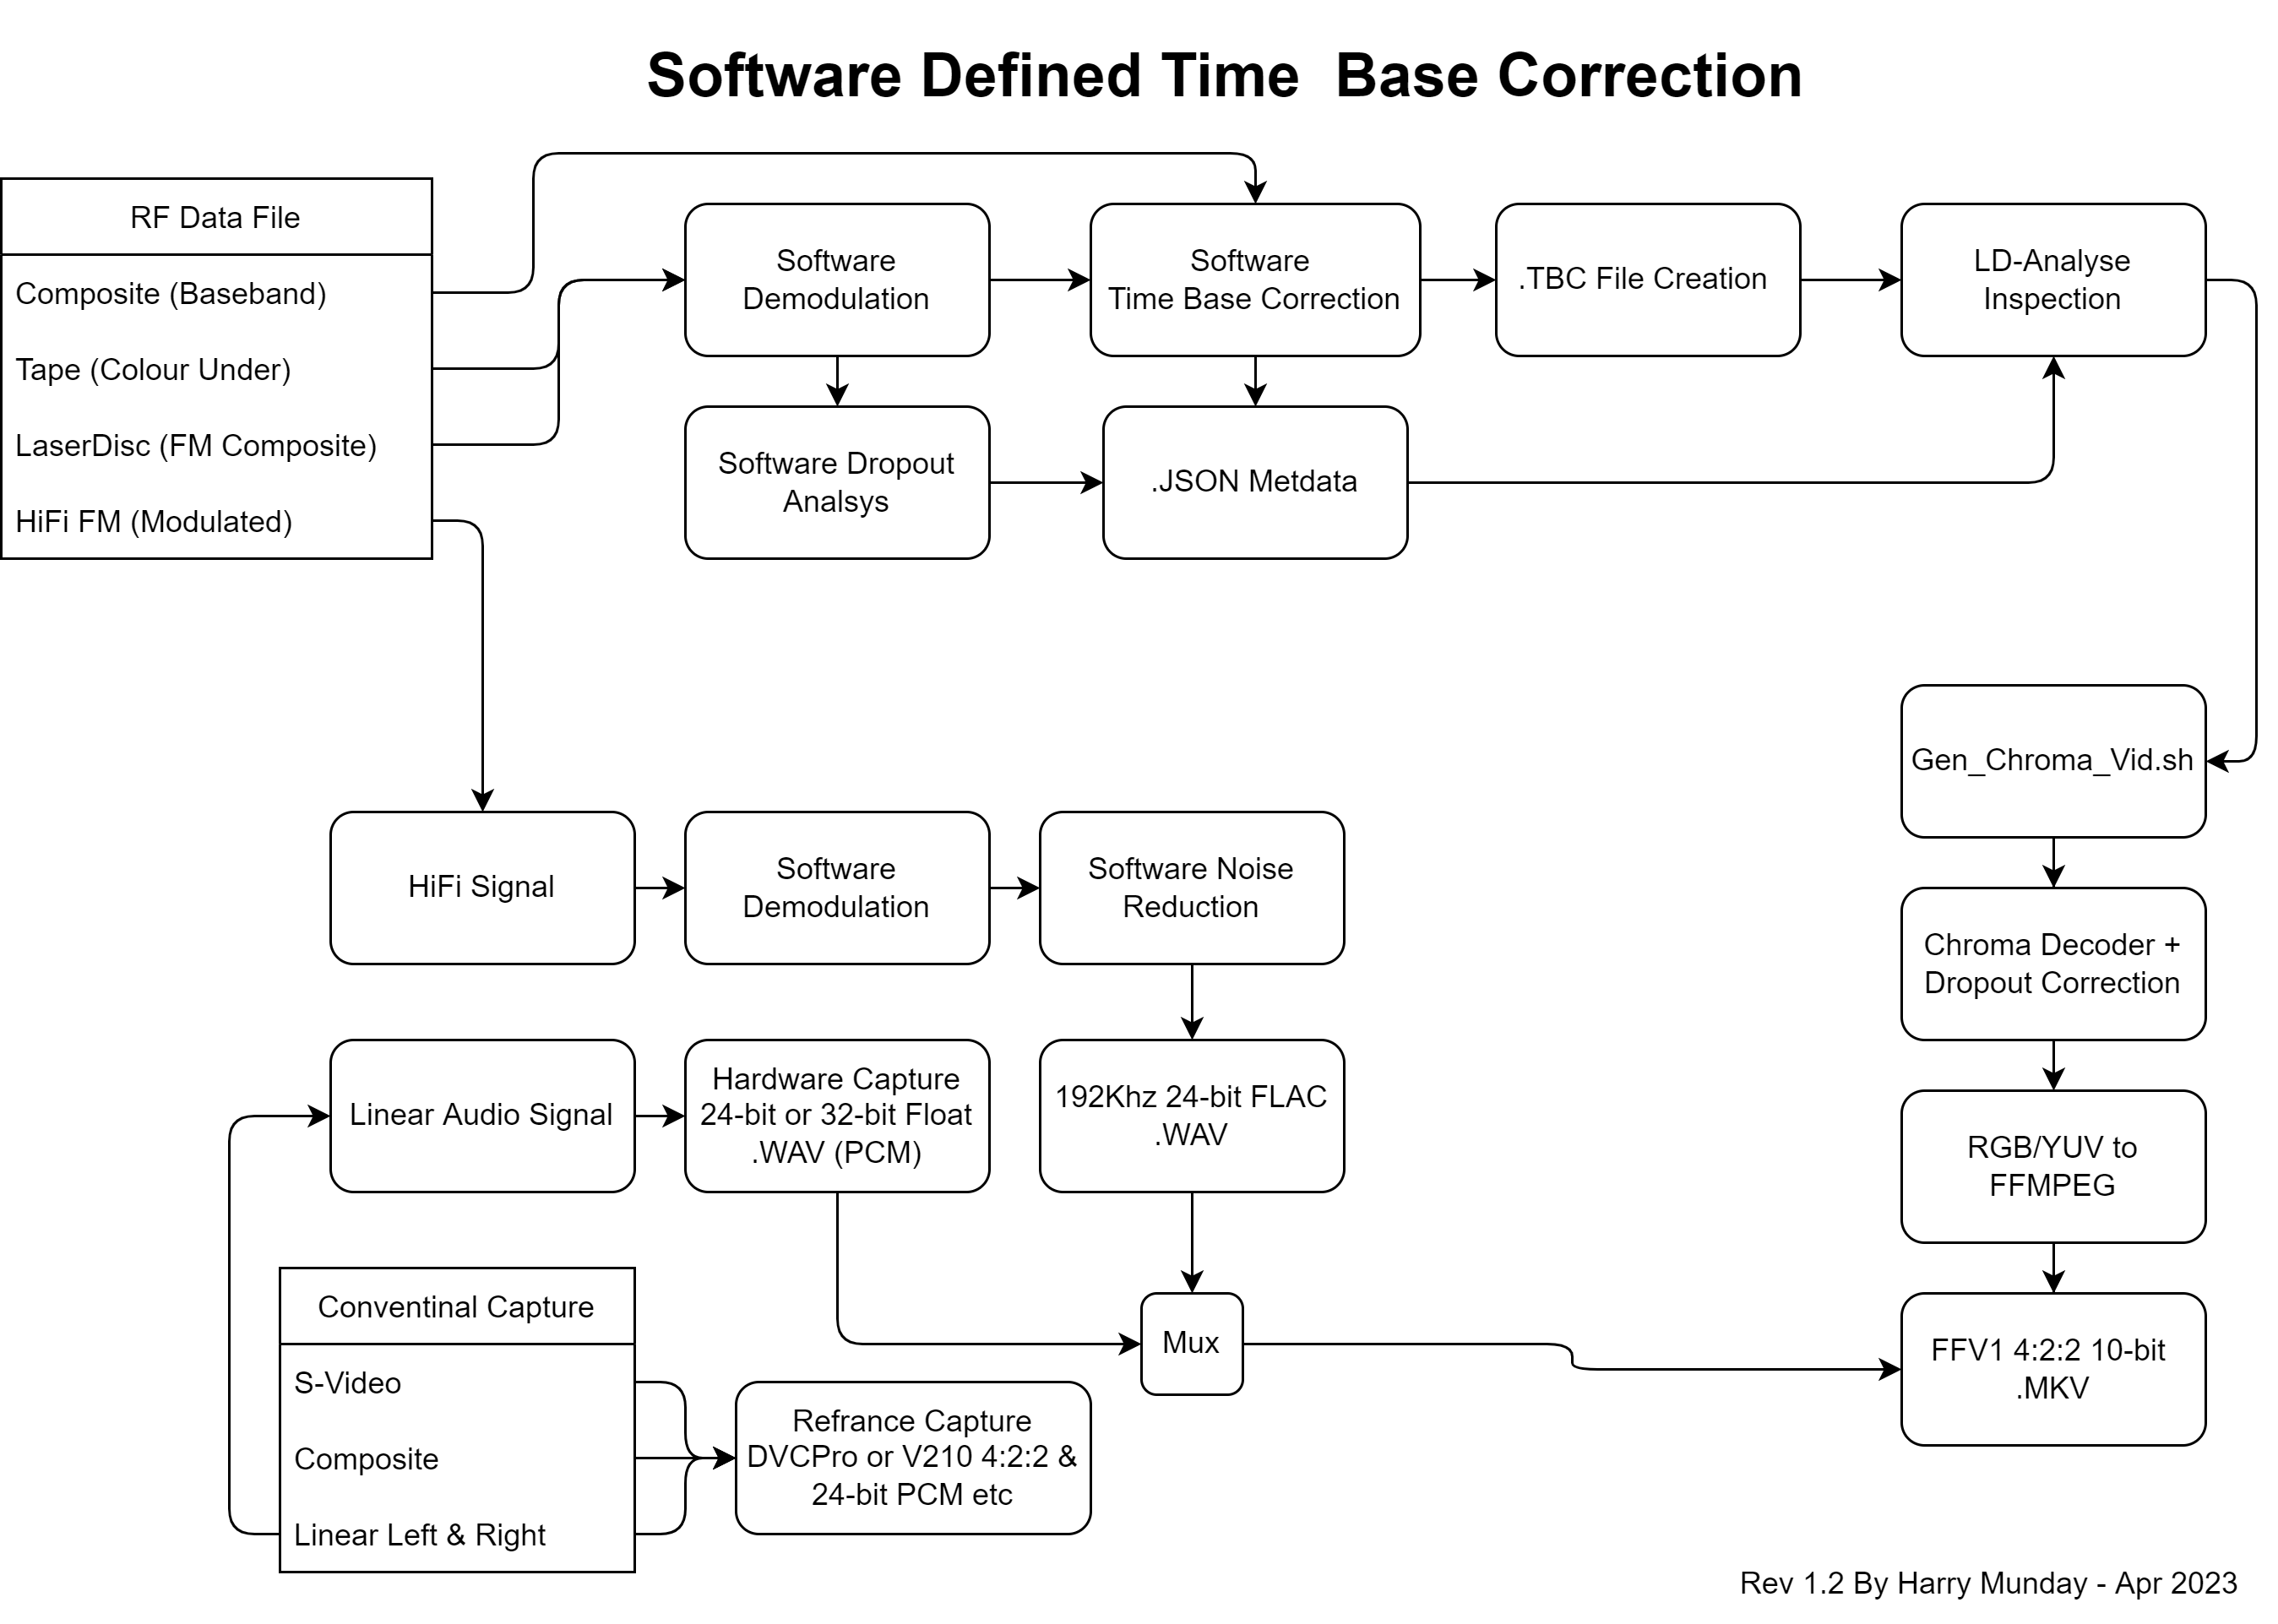 Software Defined Time  Base Correction
RF Data File
Composite (Baseband)
Tape (Colour Under)
LaserDisc (FM Composite)
HiFi FM (Modulated)
Software
Demodulation
Software
Time Base Correction
.TBC File Creation
LD-Analyse
Inspection
Software Dropout
Analsys
.JSON Metdata
Gen_Chroma_Vid.sh
HiFi Signal
Software
Demodulation
Software Noise
Reduction
Chroma Decoder +
Dropout Correction
Linear Audio Signal
Hardware Capture
24-bit or 32-bit Float
.WAV (PCM)
192Khz 24-bit FLAC
.WAV
RGB/YUV to
FFMPEG
Conventinal Capture
S-Video
Composite
Linear Left & Right
Refrance Capture
DVCPro or V210 4:2:2 &
24-bit PCM etc
Mux
FFV1 4:2:2 10-bit
.MKV
Rev 1.2 By Harry Munday - Apr 2023